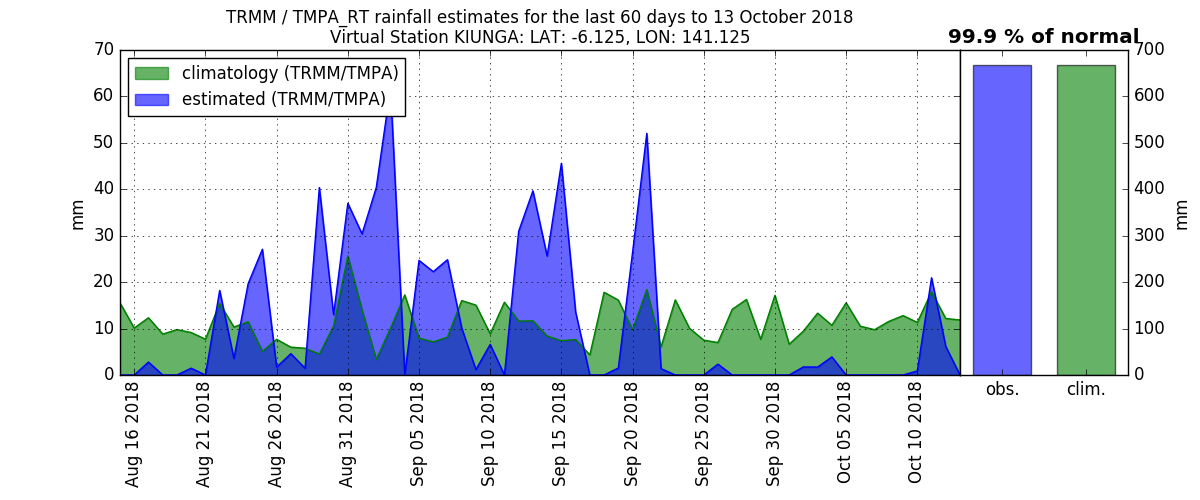 TRMM / TMPA_RT rainfall estimates for the last 60 days to 13 October 2018
Virtual Station KIUNGA: LAT: -6.125, LON: 141.125
99.9 % of normal
climatology (TRMM/TMPA)
estimated (TRMM/TMPA)
70
60
50
40
30
20
10
0
mm
700
600
500
400
300
200
100
0
mm
Aug 16 2018
Aug 21 2018
Aug 26 2018
Aug 31 2018
Sep 05 2018
Sep 10 2018
Sep 15 2018
Sep 20 2018
Sep 25 2018
Sep 30 2018
Oct 05 2018
Oct 10 2018
obs.
clim.